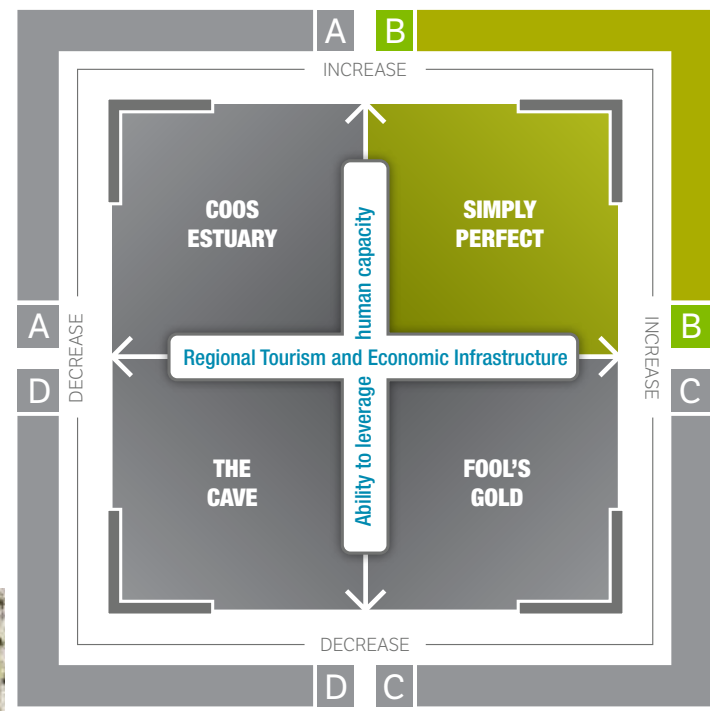 A B
INCREASE
COOS
ESTUARY
SIMPLY
PERFECT
Ability to leverage human capacity
Regional Tourism and Economic Infrastructure
A
DECREASE
D
INCREASE
B
C
THE
CAVE
FOOL'S
GOLD
DECREASE
D C